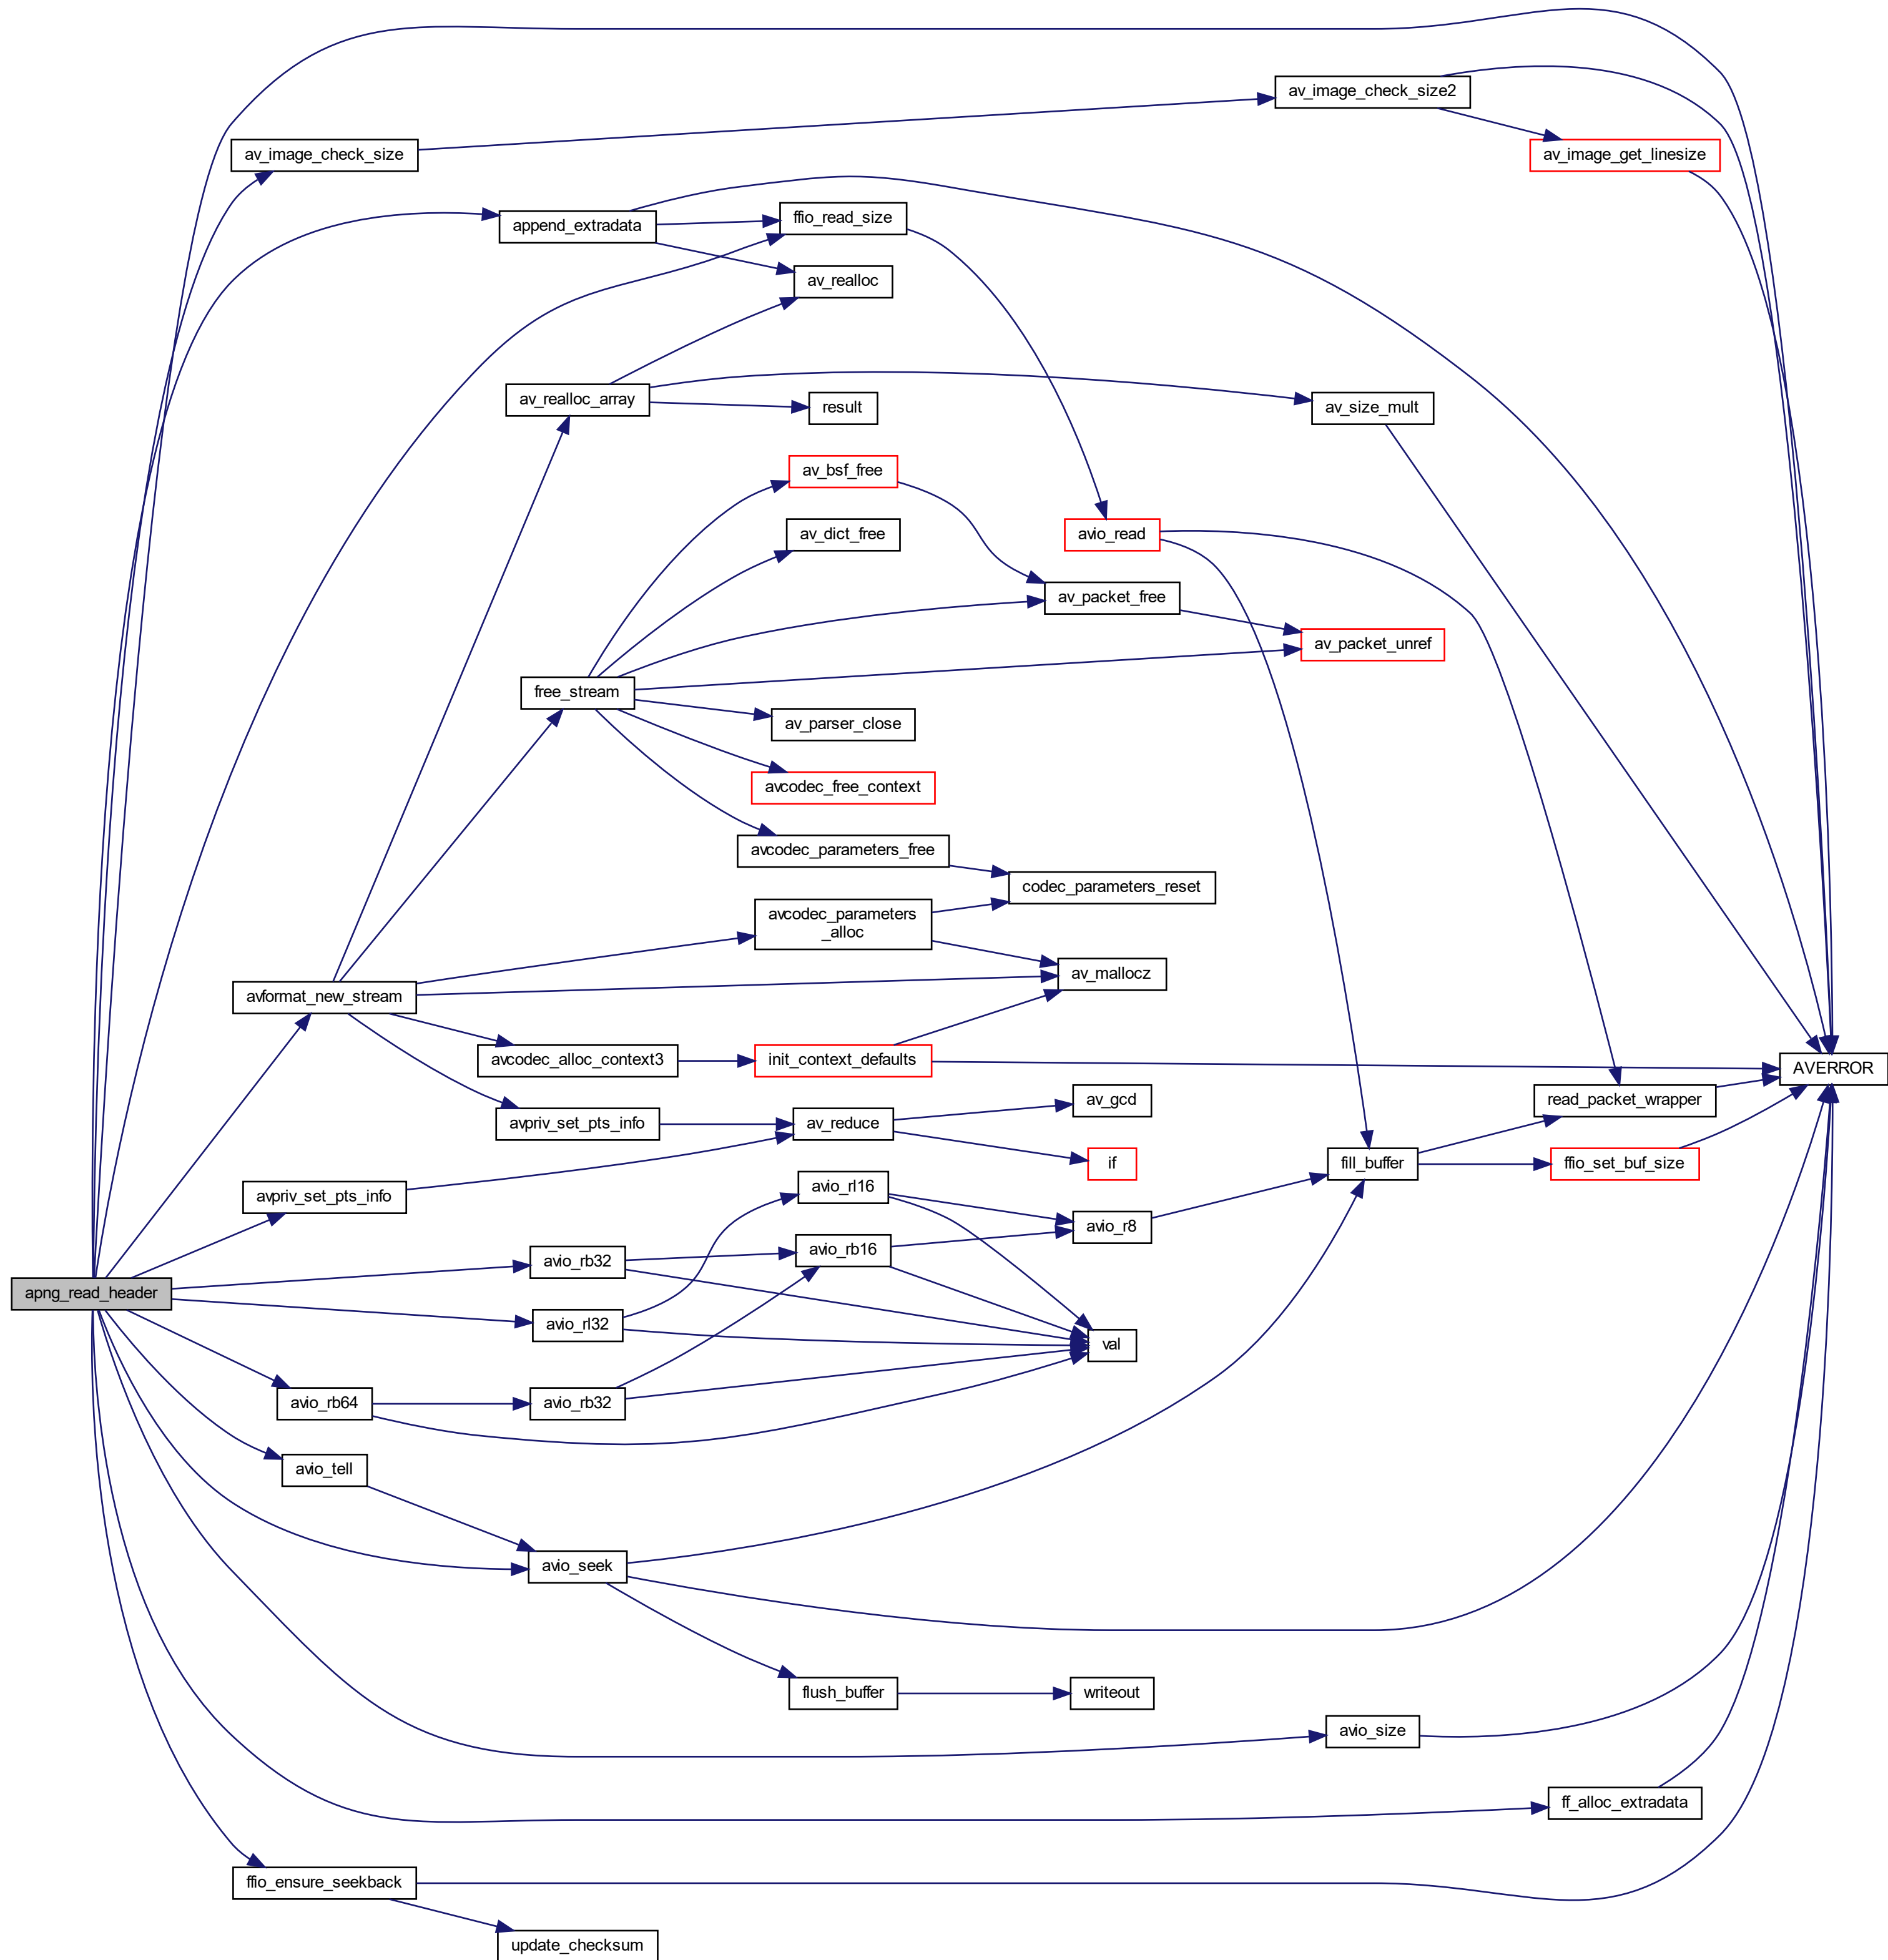 av_image_check_size2
av_image_check_size
av_image_get_linesize
append_extradata
ffio_read_size
av_realloc
av_realloc_array
result
av_size_mult
av_bsf_free
av_dict_free
avio_read
av_packet_free
av_packet_unref
free_stream
av_parser_close
avcodec_free_context
avcodec_parameters_free
codec_parameters_reset
avcodec_parameters
_alloc
av_mallocz
avformat_new_stream
avcodec_alloc_context3
init_context_defaults
AVERROR
read_packet_wrapper
av_gcd
avpriv_set_pts_info
av_reduce
if
fill_buffer
ffio_set_buf_size
avpriv_set_pts_info
avio_rl16
avio_r8
avio_rb32
avio_rb16
apng_read_header
avio_rl32
val
avio_rb64
avio_rb32
avio_tell
avio_seek
flush_buffer
writeout
avio_size
ff_alloc_extradata
ffio_ensure_seekback
update_checksum